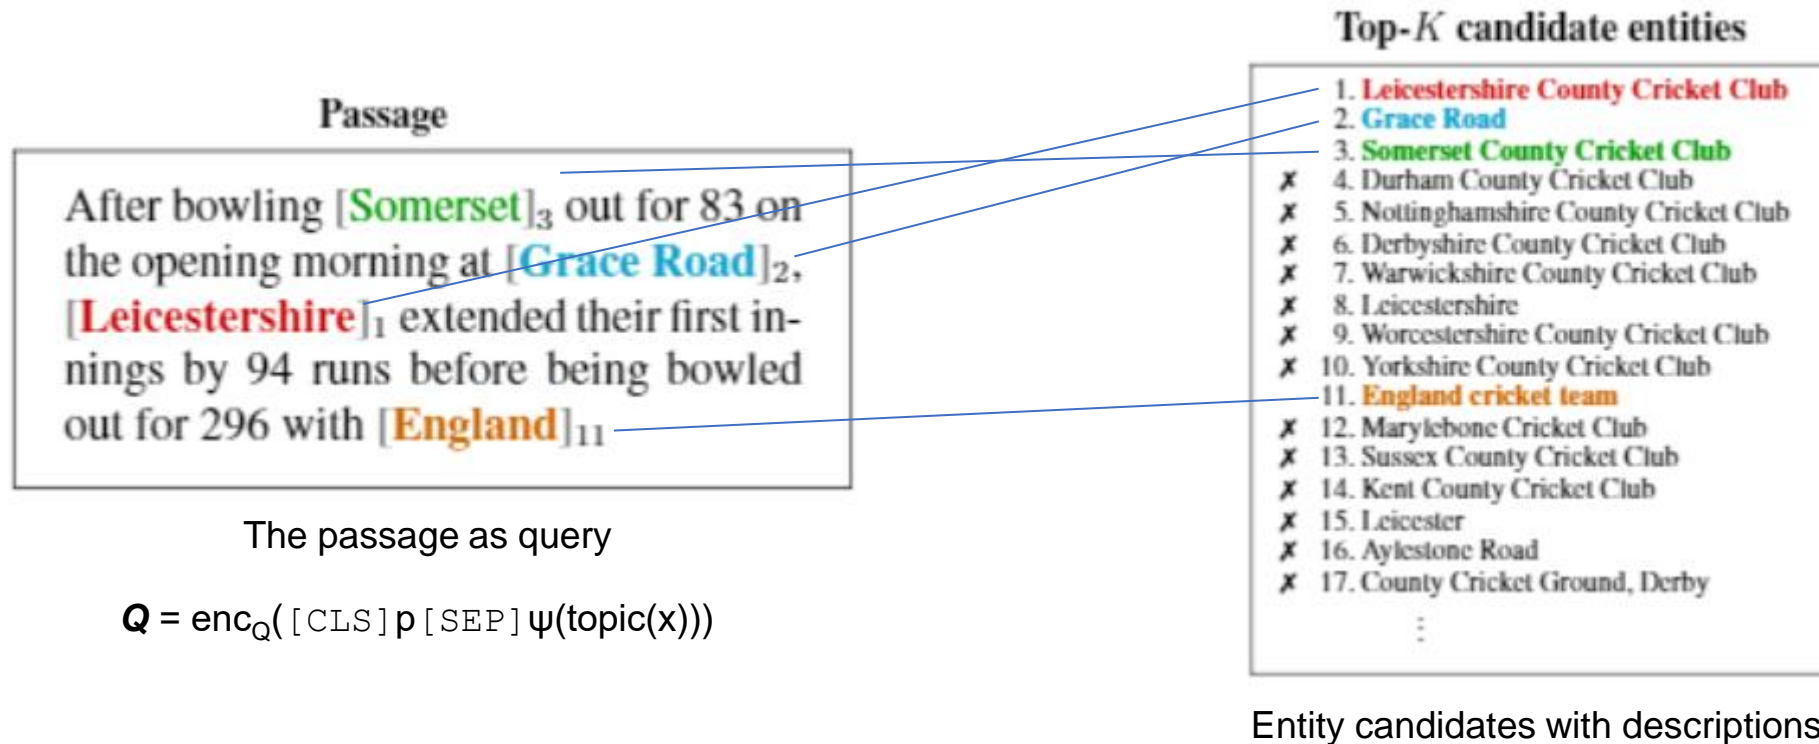 Passage
After bowling [Somerset]3 out for 83 on
the opening morning at [Grace Road]2,
[Leicestershire]1 extended their first in-
nings by 94 runs before being bowled
out for 296 with [England]11
The passage as query
Q = encQ([CLS]p[SEP]ψ(topic(x)))
Top-K candidate entities
1. Leicestershire County Cricket Club
2. Grace Road
3. Somerset County Cricket Club
✗ 4. Durham County Cricket Club
✗ 5. Nottinghamshire County Cricket Club
✗ 6. Derbyshire County Cricket Club
✗ 7. Warwickshire County Cricket Club
✗ 8. Leicestershire
✗ 9. Worcestershire County Cricket Club
✗ 10. Yorkshire County Cricket Club
11. England cricket team
✗ 12. Marylebone Cricket Club
✗ 13. Sussex County Cricket Club
✗ 14. Kent County Cricket Club
✗ 15. Leicester
✗ 16. Aylestone Road
✗ 17. County Cricket Ground, Derby
⋮
Entity candidates with descriptions